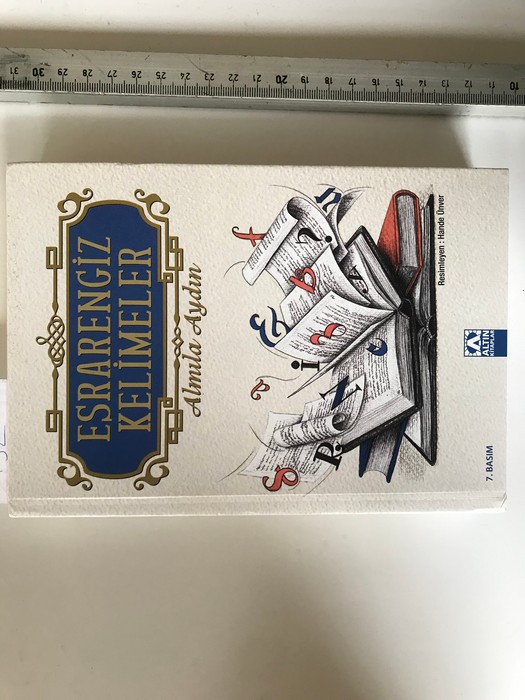 ESRARENGİZ
KELİMELER
Almıla Aydın
Resimleyen : Hande Ünver
ALTIN
KİTAPLAR
7. BASIM
31 30 29 28 27 26 25 24 23 22 21 20 19 18 17 16 15 14 13 12 11 10